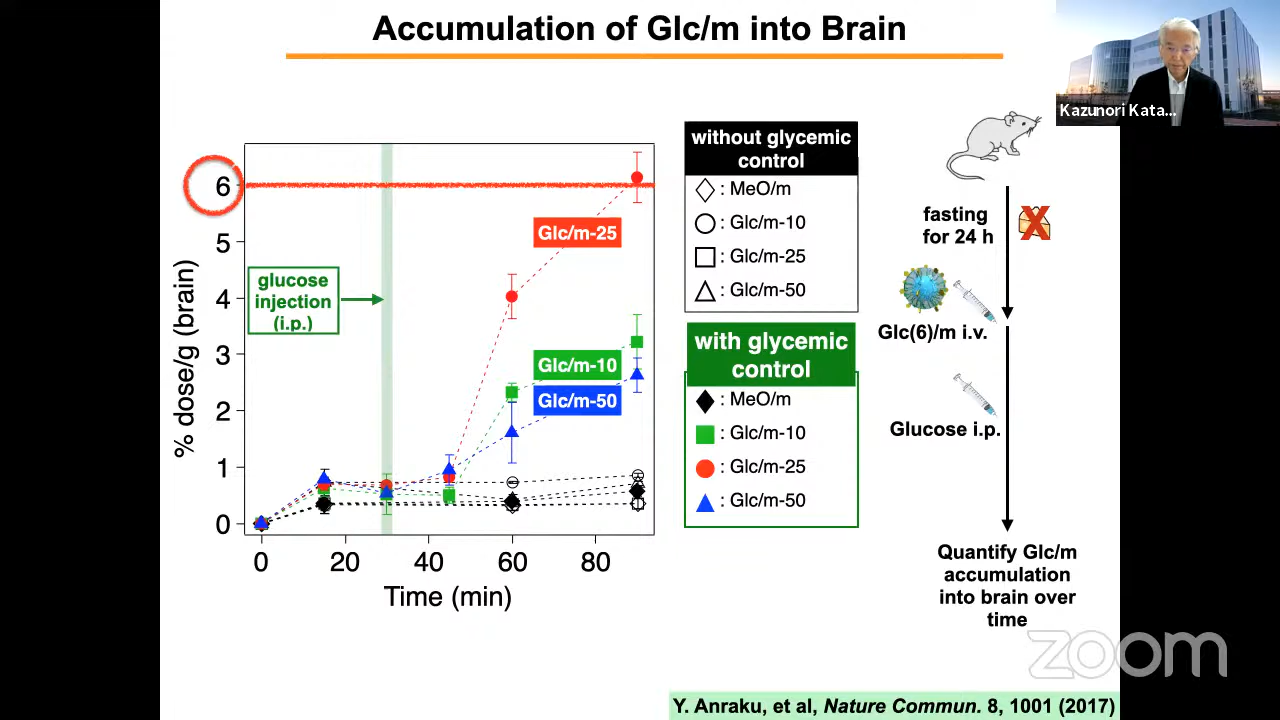 Accumulation of Glc/m into Brain
Kazunori Kata...
6
5
4
3
2
1
0
% dose/g (brain)
0
20
40
60
80
Time (min)
glucose
injection
(i.p.)
Glc/m-25
Glc/m-10
Glc/m-50
without glycemic
control
: MeO/m
: Glc/m-10
: Glc/m-25
: Glc/m-50
with glycemic
control
: MeO/m
: Glc/m-10
: Glc/m-25
: Glc/m-50
fasting
for 24 h
X
Glc(6)/m i.v.
Glucose i.p.
Quantify Glc/m
accumulation
into brain over
time
zoom
Y. Anraku, et al, Nature Commun. 8, 1001 (2017)